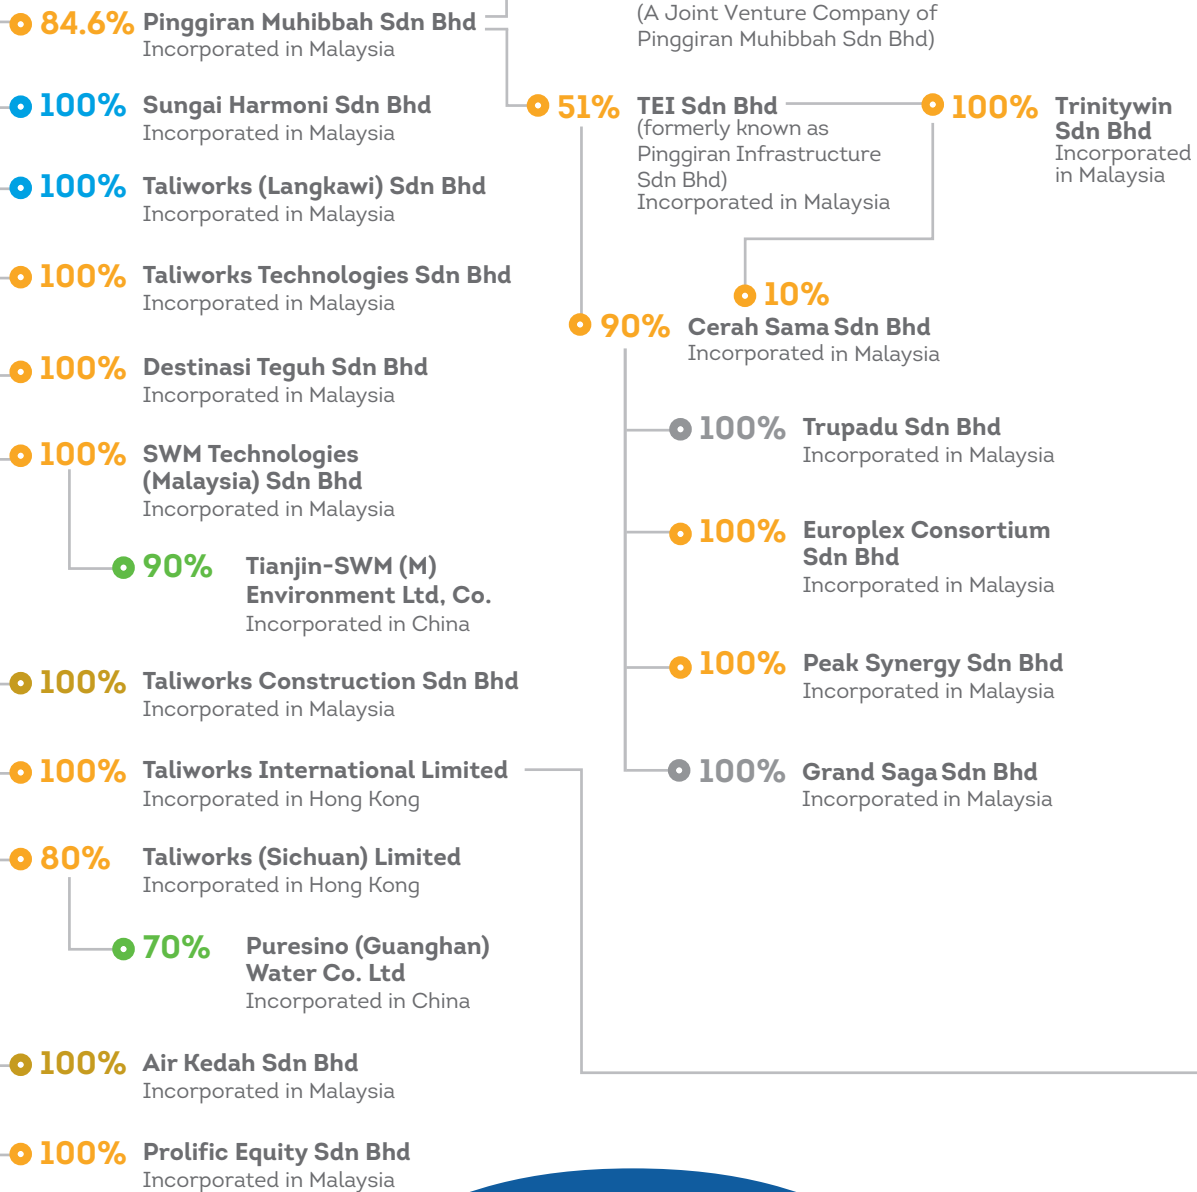 84.6% Pinggiran Muhibbah Sdn Bhd
Incorporated in Malaysia
100% Sungai Harmoni Sdn Bhd
Incorporated in Malaysia
100% Taliworks (Langkawi) Sdn Bhd
Incorporated in Malaysia
100% Taliworks Technologies Sdn Bhd
Incorporated in Malaysia
100% Destinasi Teguh Sdn Bhd
Incorporated in Malaysia
100% SWM Technologies
(Malaysia) Sdn Bhd
Incorporated in Malaysia
90% Tianjin-SWM (M)
Environment Ltd, Co.
Incorporated in China
100% Taliworks Construction Sdn Bhd
Incorporated in Malaysia
100% Taliworks International Limited
Incorporated in Hong Kong
80% Taliworks (Sichuan) Limited
Incorporated in Hong Kong
70% Puresino (Guanghan)
Water Co. Ltd
Incorporated in China
100% Air Kedah Sdn Bhd
Incorporated in Malaysia
100% Prolific Equity Sdn Bhd
Incorporated in Malaysia
(A Joint Venture Company of
Pinggiran Muhibbah Sdn Bhd)
51% TEI Sdn Bhd
(formerly known as
Pinggiran Infrastructure
Sdn Bhd)
Incorporated in Malaysia
100% Trinitywin
Sdn Bhd
Incorporated
in Malaysia
10%
90% Cerah Sama Sdn Bhd
Incorporated in Malaysia
100% Trupadu Sdn Bhd
Incorporated in Malaysia
100% Europlex Consortium
Sdn Bhd
Incorporated in Malaysia
100% Peak Synergy Sdn Bhd
Incorporated in Malaysia
100% Grand Saga Sdn Bhd
Incorporated in Malaysia